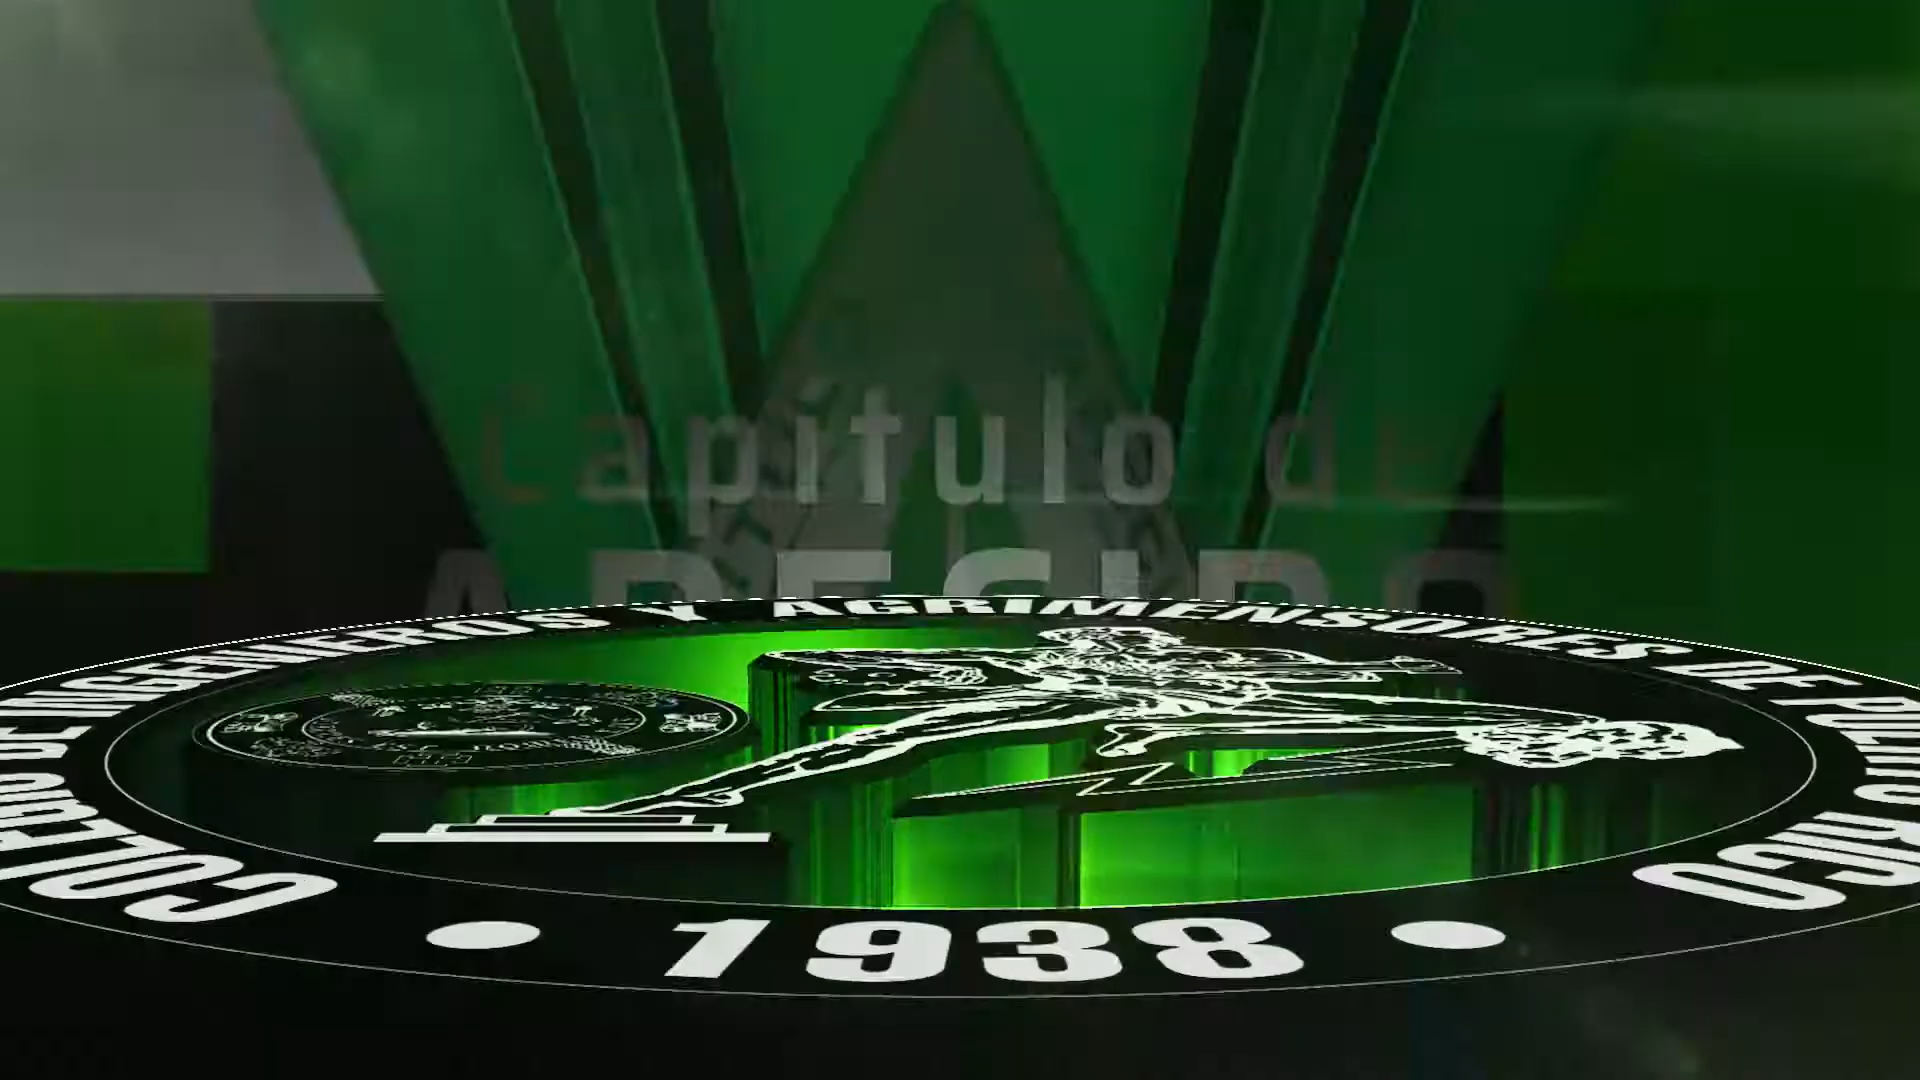 Capítulo de
COLEGIO DE INGENIEROS Y AGRIMENSORES DE PUERTO RICO
• 1938 •